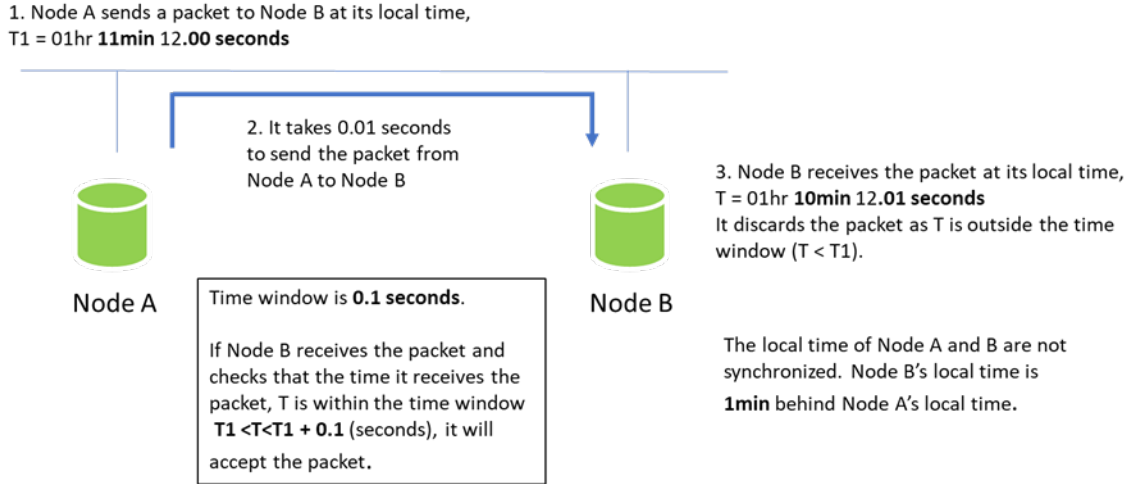 1. Node A sends a packet to Node B at its local time,
T1 = 01hr 11min 12.00 seconds
2. It takes 0.01 seconds
to send the packet from
Node A to Node B
3. Node B receives the packet at its local time,
T = 01hr 10min 12.01 seconds
It discards the packet as T is outside the time
window (T < T1).
Node A
Time window is 0.1 seconds.
If Node B receives the packet and
checks that the time it receives the
packet, T is within the time window
T1 <T<T1 + 0.1 (seconds), it will
accept the packet.
Node B
The local time of Node A and B are not
synchronized. Node B's local time is
1min behind Node A's local time.